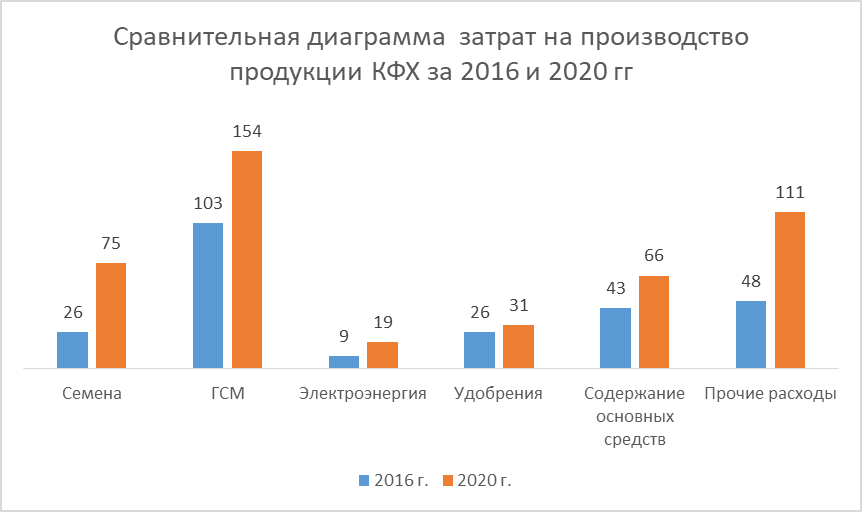 Сравнительная диаграмма  затрат на производство
продукции КФХ за 2016 и 2020 гг
26
75
103
154
9
19
26
31
43
66
48
111
Семена
ГСМ
Электроэнергия
Удобрения
Содержание
основных
средств
Прочие расходы
2016 г.
2020 г.